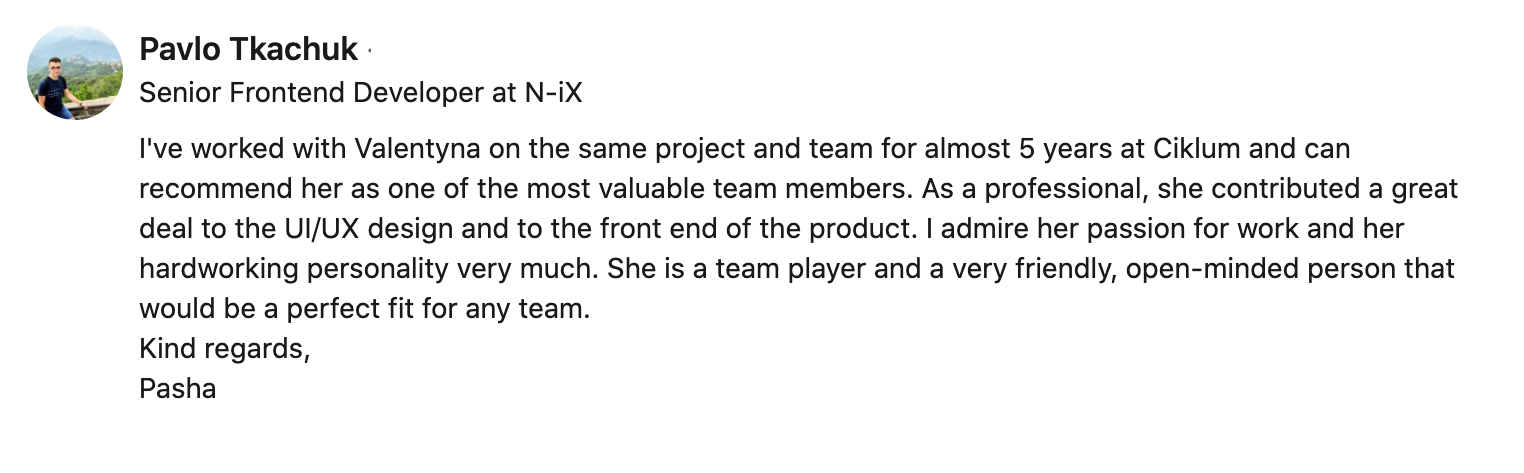 Pavlo Tkachuk ·
Senior Frontend Developer at N-iX
I've worked with Valentyna on the same project and team for almost 5 years at Ciklum and can
recommend her as one of the most valuable team members. As a professional, she contributed a great
deal to the UI/UX design and to the front end of the product. I admire her passion for work and her
hardworking personality very much. She is a team player and a very friendly, open-minded person that
would be a perfect fit for any team.
Kind regards,
Pasha